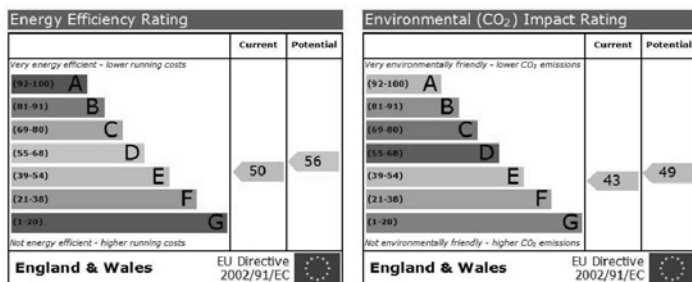 Energy Efficiency Rating
Current Potential
Very energy efficient - lower running costs
(92-100) A
(81-91) B
(69-80) C
(55-68) D
(39-54) E
(21-38) F
(1-20) G
50
56
Not energy efficient - higher running costs
England & Wales
EU Directive
2002/91/EC
Environmental (CO₂) Impact Rating
Current Potential
Very environmentally friendly - lower CO₂ emissions
(92-100) A
(81-91) B
(69-80) C
(55-68) D
(39-54) E
(21-38) F
(1-20) G
43
49
Not environmentally friendly - higher CO₂ emissions
England & Wales
EU Directive
2002/91/EC